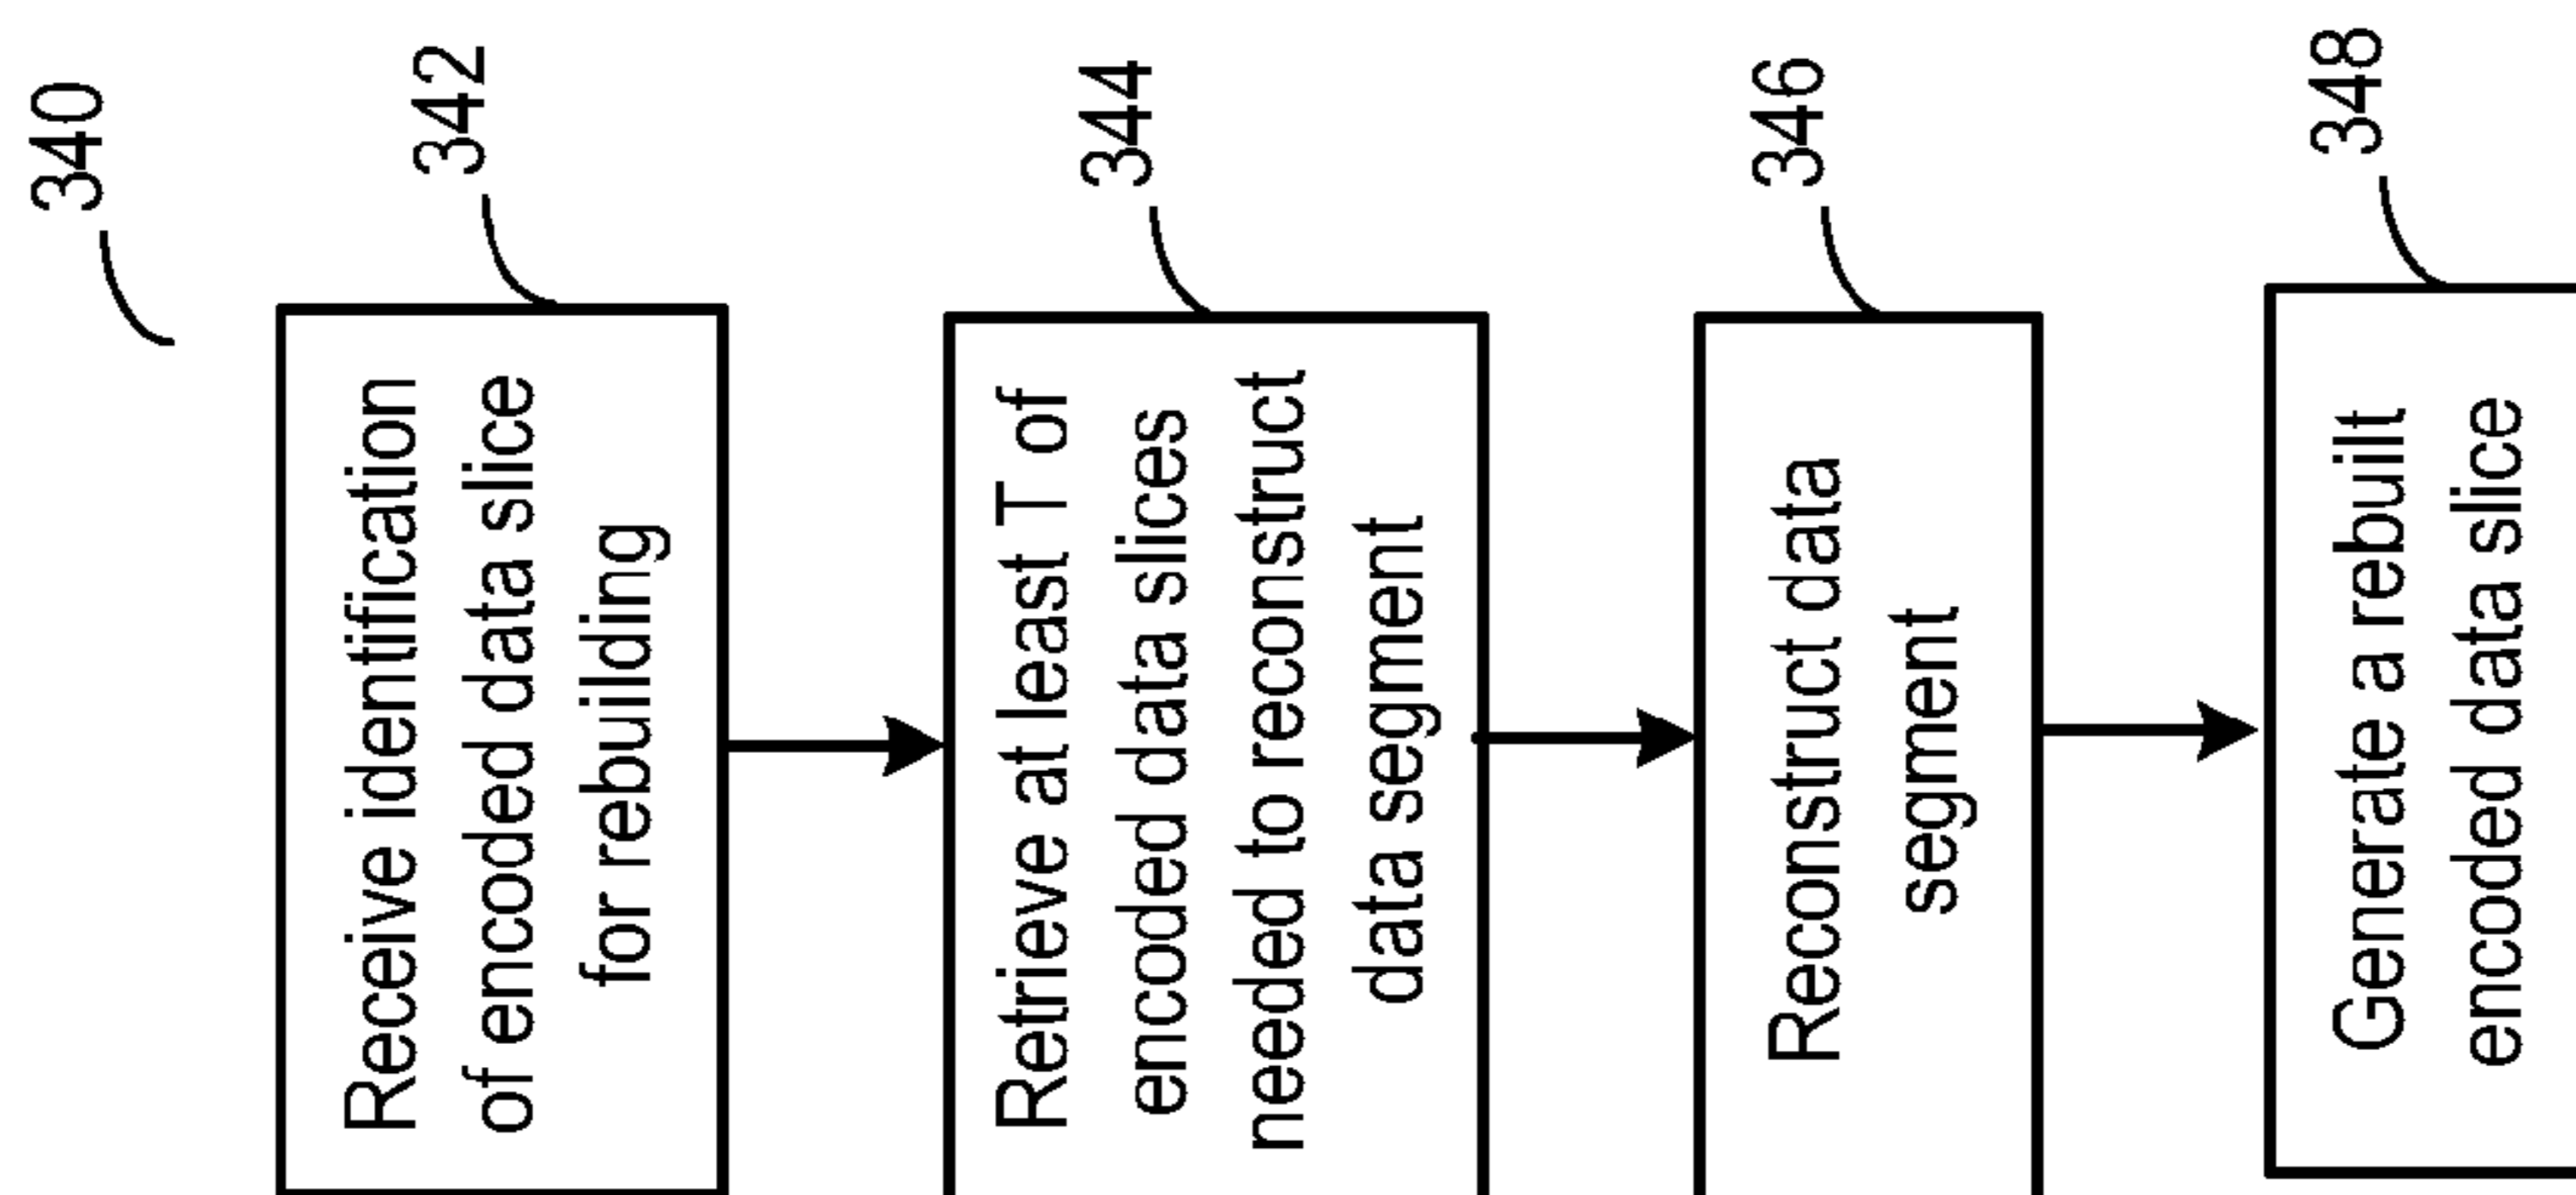 340
342
Receive identification
of encoded data slice
for rebuilding
344
Retrieve at least T of
encoded data slices
needed to reconstruct
data segment
346
Reconstruct data
segment
348
Generate a rebuilt
encoded data slice